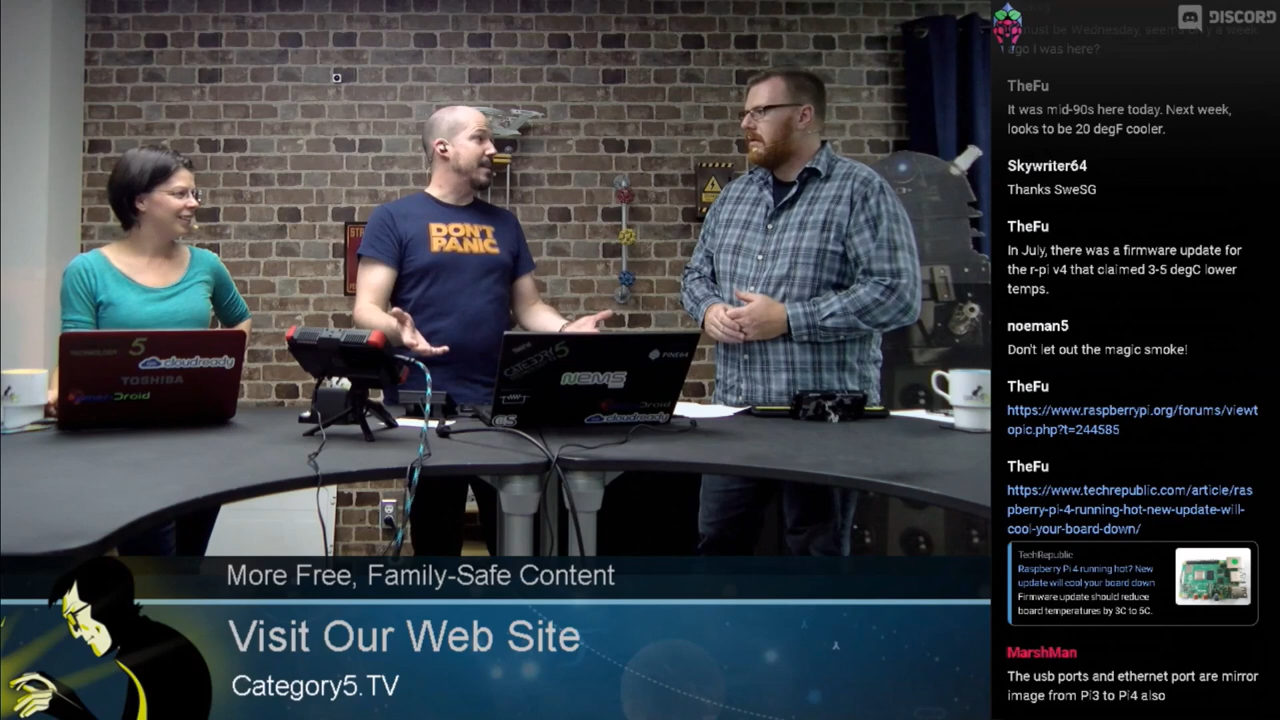 DISCORD
must be Wednesday, seems only a week
ago I was here?
TheFu
It was mid-90s here today. Next week,
looks to be 20 degF cooler.
Skywriter64
Thanks SweSG
TheFu
In July, there was a firmware update for
the r-pi v4 that claimed 3-5 degC lower
temps.
noeman5
Don't let out the magic smoke!
TheFu
https://www.raspberrypi.org/forums/viewt
opic.php?t=244585
TheFu
https://www.techrepublic.com/article/ras
pberry-pi-4-running-hot-new-update-will-
cool-your-board-down/
TechRepublic
Raspberry Pi 4 running hot? New
update will cool your board down
Firmware update should reduce
board temperatures by 3C to 5C.
MarshMan
The usb ports and ethernet port are mirror
image from Pi3 to Pi4 also
DON'T
PANIC
STR
TECHNOLOGY 5
cloudready
TOSHIBA
Droid
CATEGORY5
PINE64
NEMS
cloudready
More Free, Family-Safe Content
Visit Our Web Site
Category5.TV